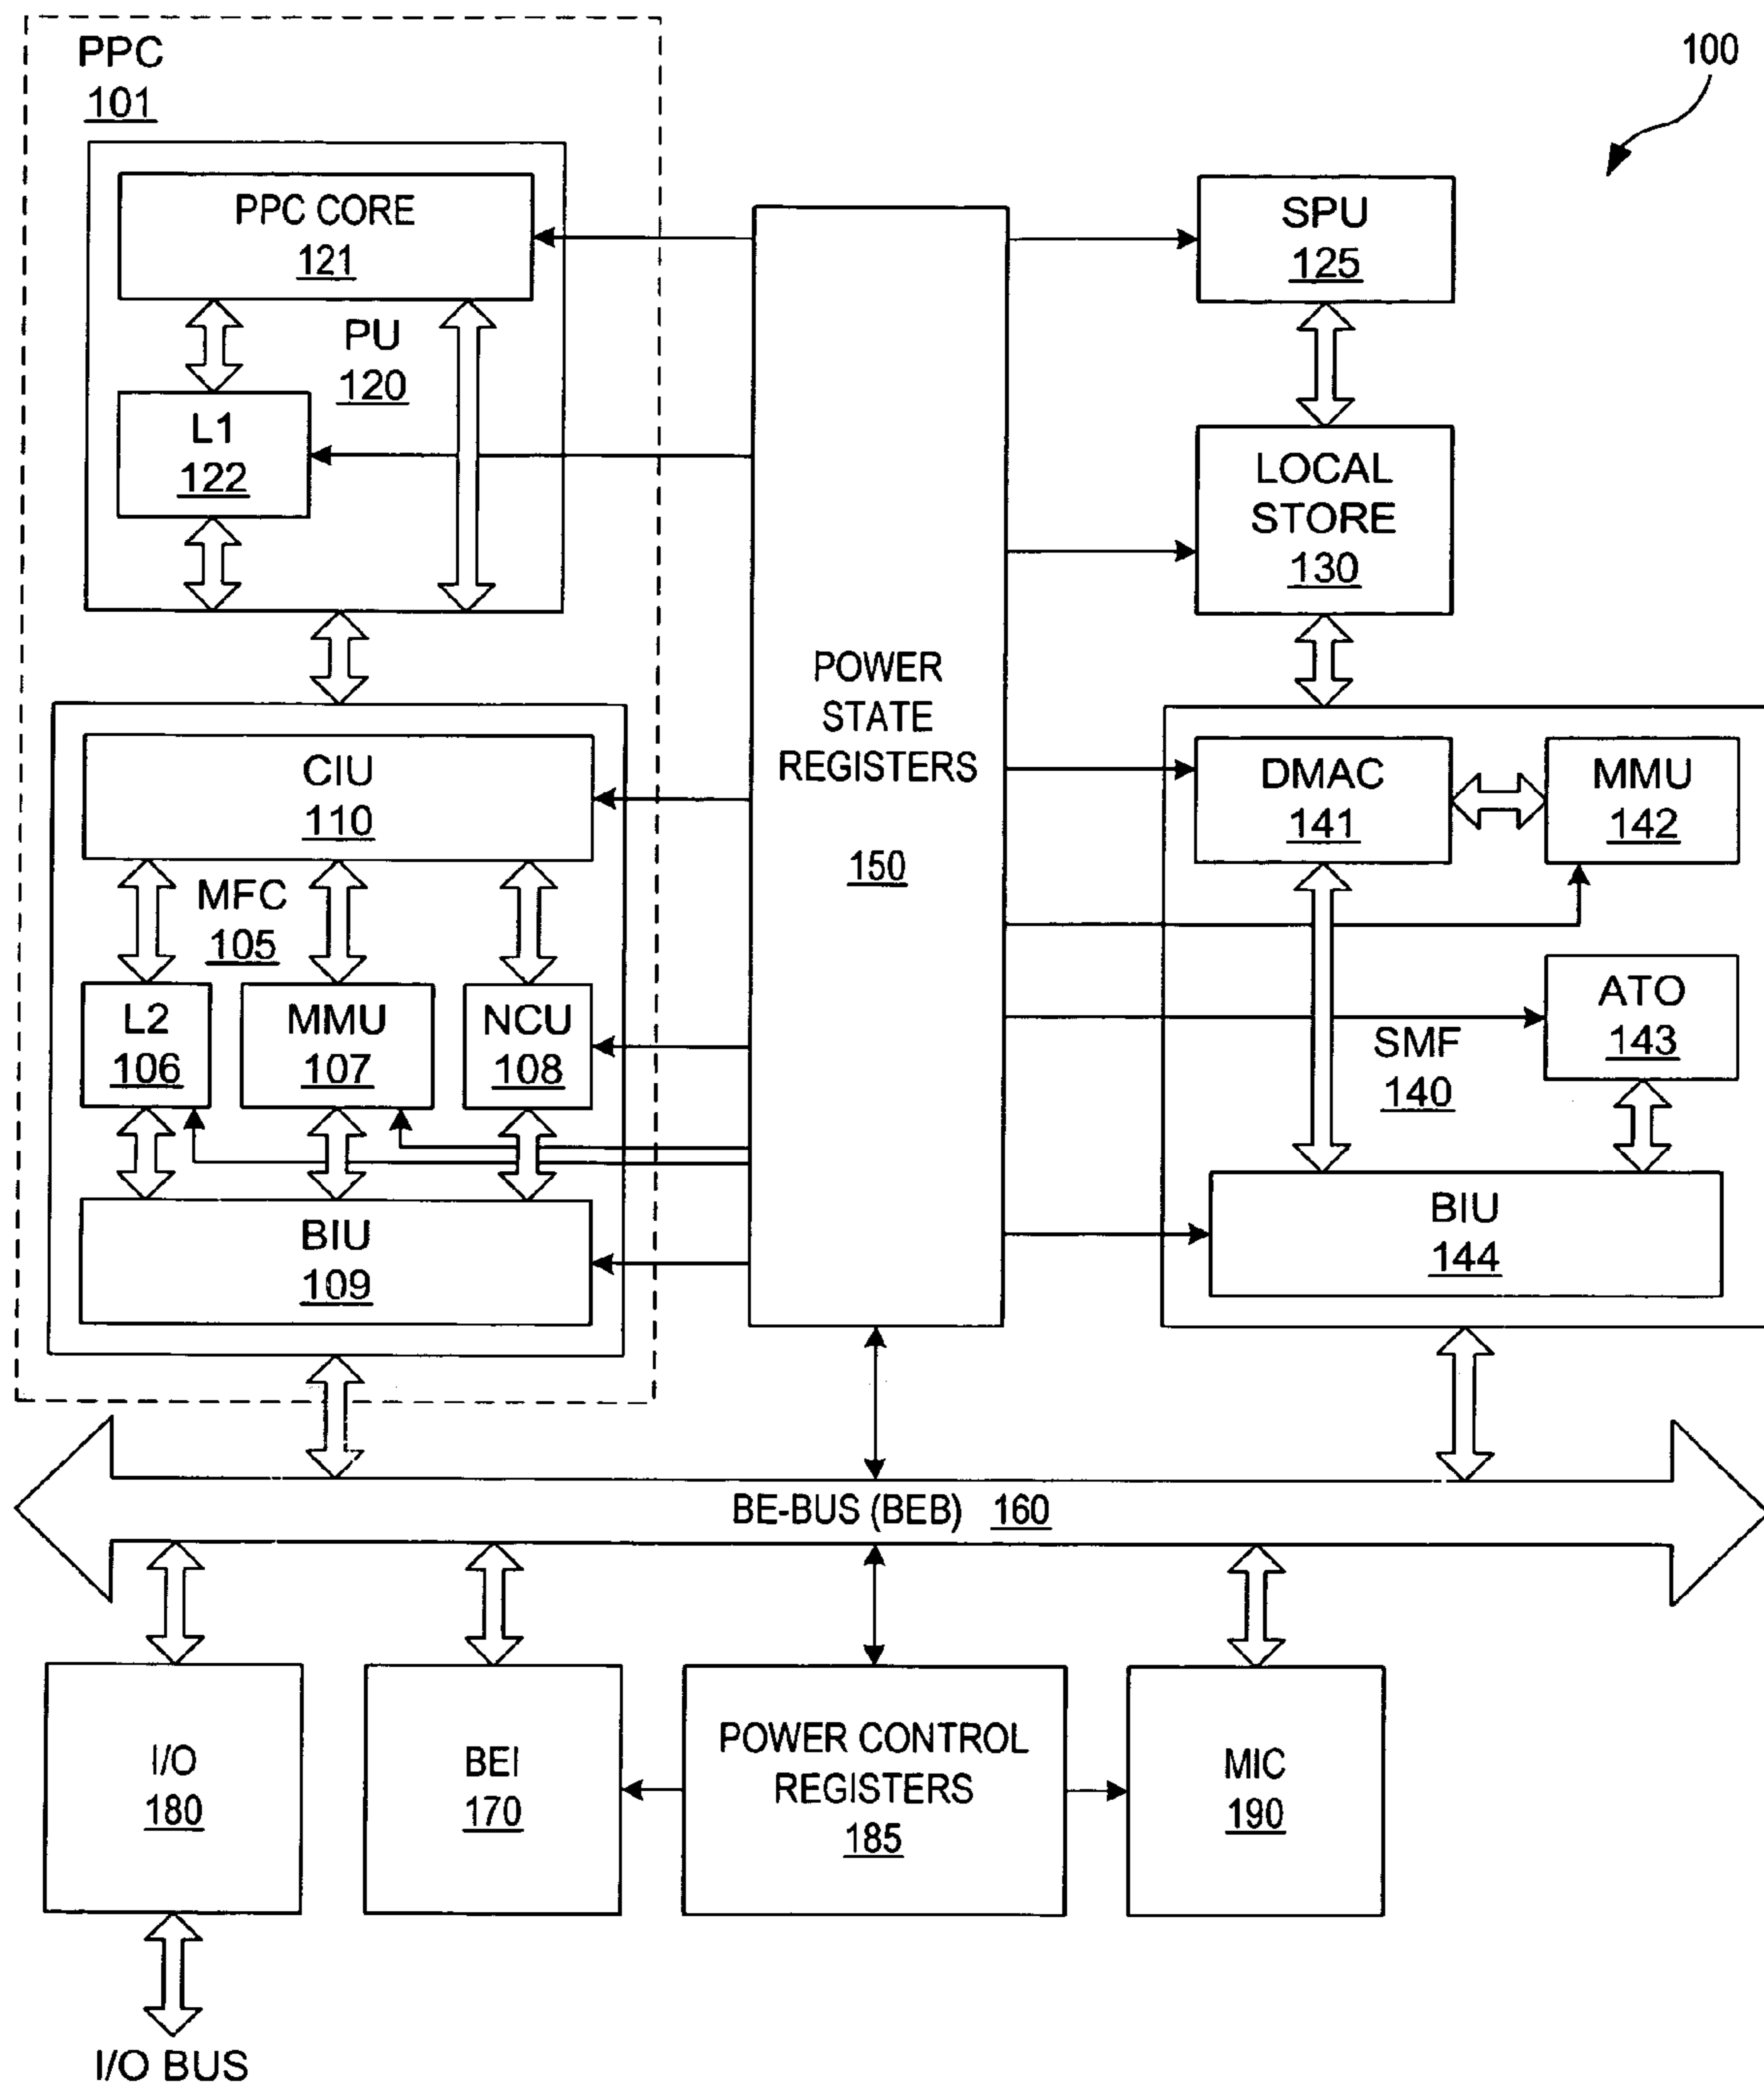 PPC
101
100
PPC CORE
121
PU
120
L1
122
SPU
125
LOCAL
STORE
130
POWER
STATE
REGISTERS
150
CIU
110
MFC
105
L2
106
MMU
107
NCU
108
BIU
109
DMAC
141
MMU
142
ATO
143
SMF
140
BIU
144
BE-BUS (BEB) 160
I/O
180
BEI
170
POWER CONTROL
REGISTERS
185
MIC
190
I/O BUS